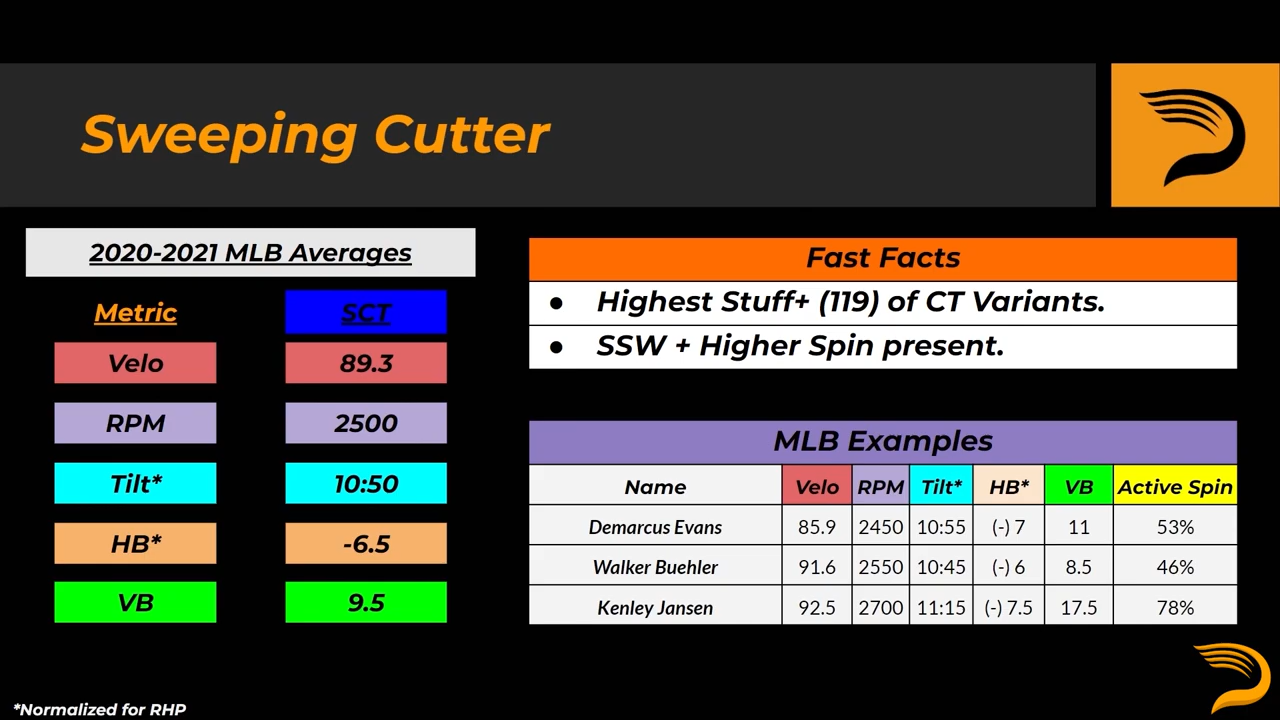 Sweeping Cutter
2020-2021 MLB Averages
Metric SCT
Velo 89.3
RPM 2500
Tilt* 10:50
HB* -6.5
VB 9.5
Fast Facts
● Highest Stuff+ (119) of CT Variants.
● SSW + Higher Spin present.
MLB Examples
Name Velo RPM Tilt* HB* VB Active Spin
Demarcus Evans 85.9 2450 10:55 (-) 7 11 53%
Walker Buehler 91.6 2550 10:45 (-) 6 8.5 46%
Kenley Jansen 92.5 2700 11:15 (-) 7.5 17.5 78%
*Normalized for RHP